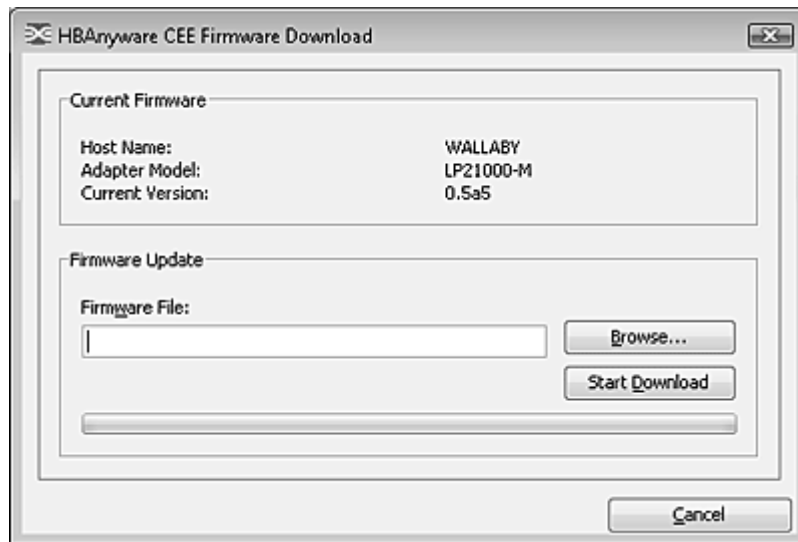 HBAnyware CEE Firmware Download
Current Firmware
Host Name: WALLABY
Adapter Model: LP21000-M
Current Version: 0.5a5
Firmware Update
Firmware File:
Browse...
Start Download
Cancel